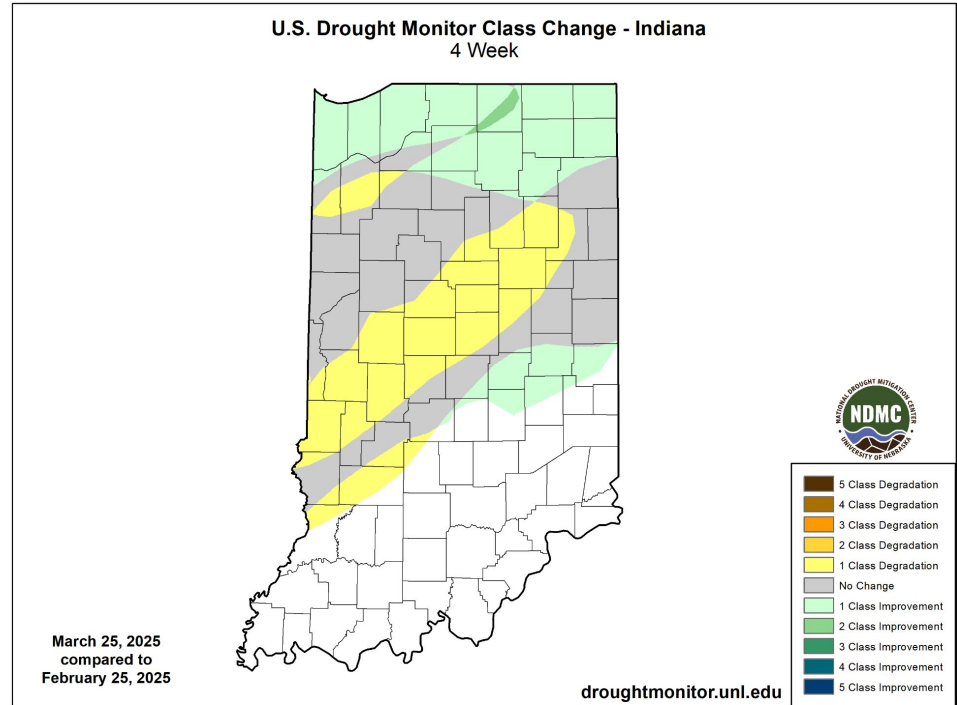 U.S. Drought Monitor Class Change - Indiana
4 Week
NATIONAL DROUGHT MITIGATION CENTER
NDMC
UNIVERSITY OF NEBRASKA
5 Class Degradation
4 Class Degradation
3 Class Degradation
2 Class Degradation
1 Class Degradation
No Change
1 Class Improvement
2 Class Improvement
3 Class Improvement
4 Class Improvement
5 Class Improvement
March 25, 2025
compared to
February 25, 2025
droughtmonitor.unl.edu